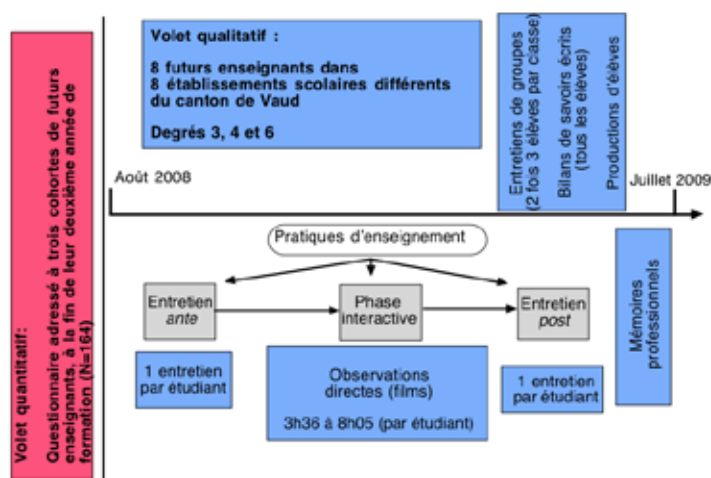 Volet quantitatif:
Questionnaire adressé à trois cohortes de futurs
enseignants, à la fin de leur deuxième année de
formation (N=164)
Volet qualitatif :
8 futurs enseignants dans
8 établissements scolaires différents
du canton de Vaud
Degrés 3, 4 et 6
Entretiens de groupes
(2 fois 3 élèves par classe)
Bilans de savoirs écrits
(tous les élèves)
Productions d'élèves
Août 2008
Juillet 2009
Pratiques d'enseignement
Entretien
ante
Phase
interactive
Entretien
post
1 entretien
par étudiant
Observations
directes (films)
3h36 à 8h05 (par étudiant)
1 entretien
par étudiant
Mémoires
professionnels